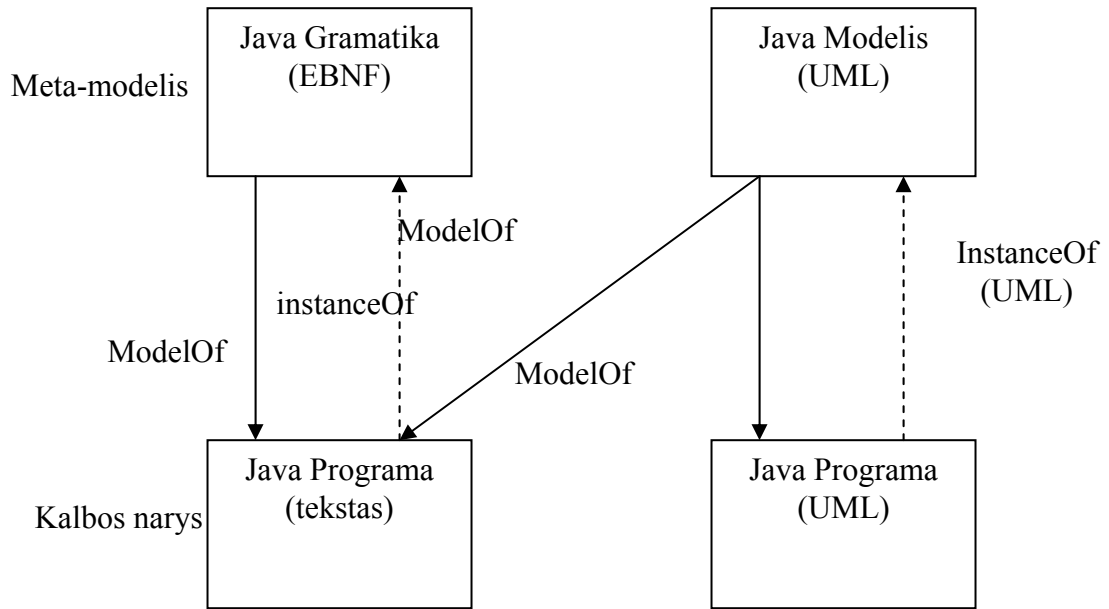 Java Gramatika
(EBNF)
Java Modelis
(UML)
Meta-modelis
ModelOf
InstanceOf
(UML)
instanceOf
ModelOf
ModelOf
Java Programa
(tekstas)
Java Programa
(UML)
Kalbos narys